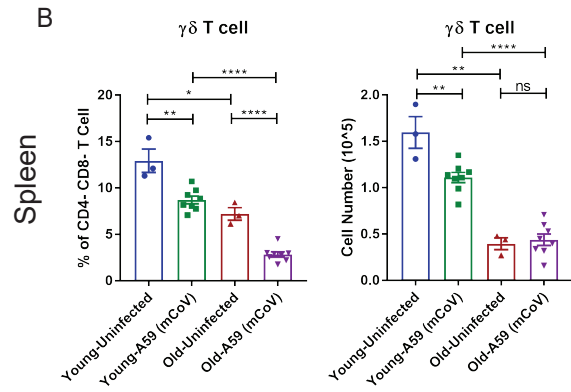 B
Spleen
γδ T cell
****
*
**
****
% of CD4- CD8- T Cell
20
15
10
5
0
Young-Uninfected
Young-A59 (mCoV)
Old-Uninfected
Old-A59 (mCoV)
γδ T cell
****
**
**
ns
Cell Number (10^5)
2.0
1.5
1.0
0.5
0.0
Young-Uninfected
Young-A59 (mCoV)
Old-Uninfected
Old-A59 (mCoV)